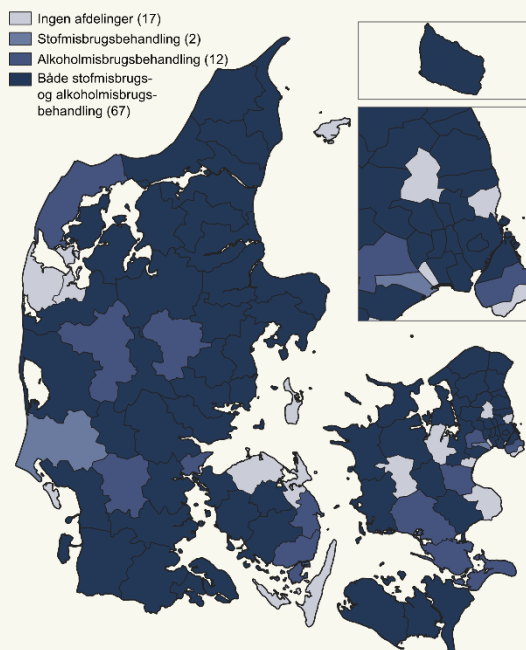 Ingen afdelinger (17)
Stofmisbrugsbehandling (2)
Alkoholmisbrugsbehandling (12)
Både stofmisbrugs-
og alkoholmisbrugs-
behandling (67)